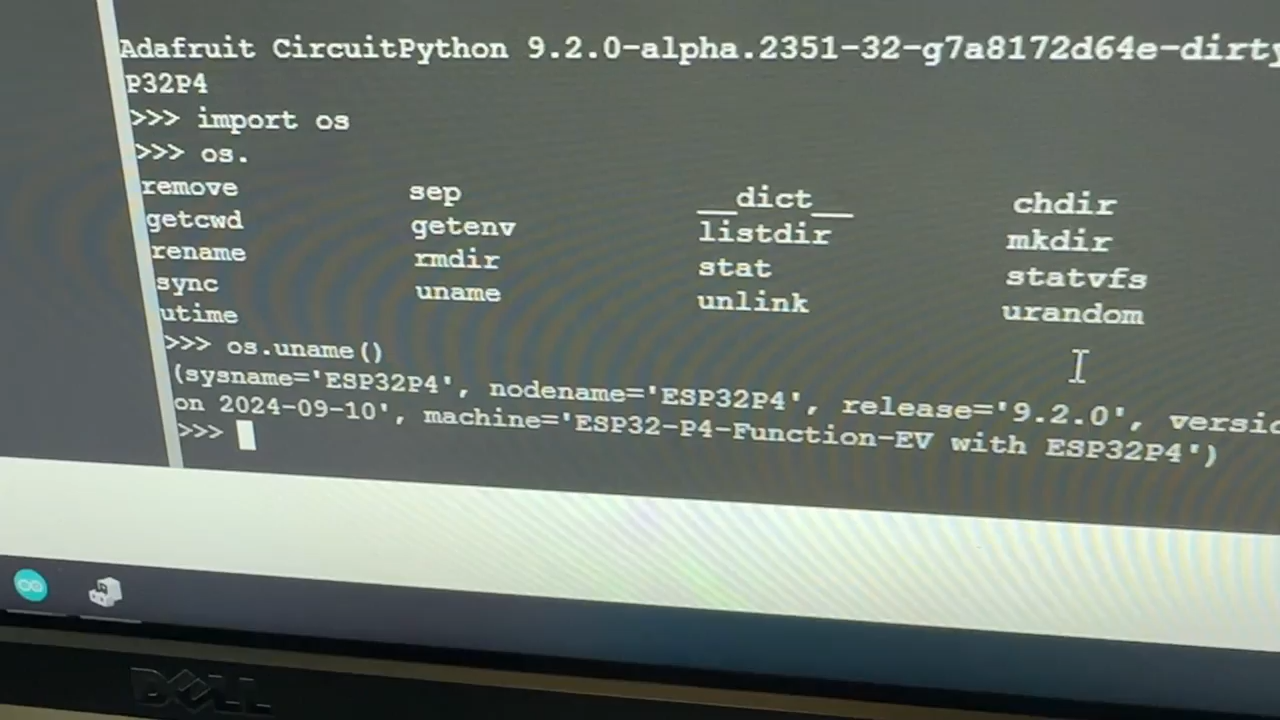 Adafruit CircuitPython 9.2.0-alpha.2351-32-g7a8172d64e-dirty
P32P4
>>> import os
>>> os.
remove sep __dict__ chdir
getcwd getenv listdir mkdir
rename rmdir stat statvfs
sync uname unlink urandom
utime
>>> os.uname()
(sysname='ESP32P4', nodename='ESP32P4', release='9.2.0', versio
on 2024-09-10', machine='ESP32-P4-Function-EV with ESP32P4')
>>>
DELL